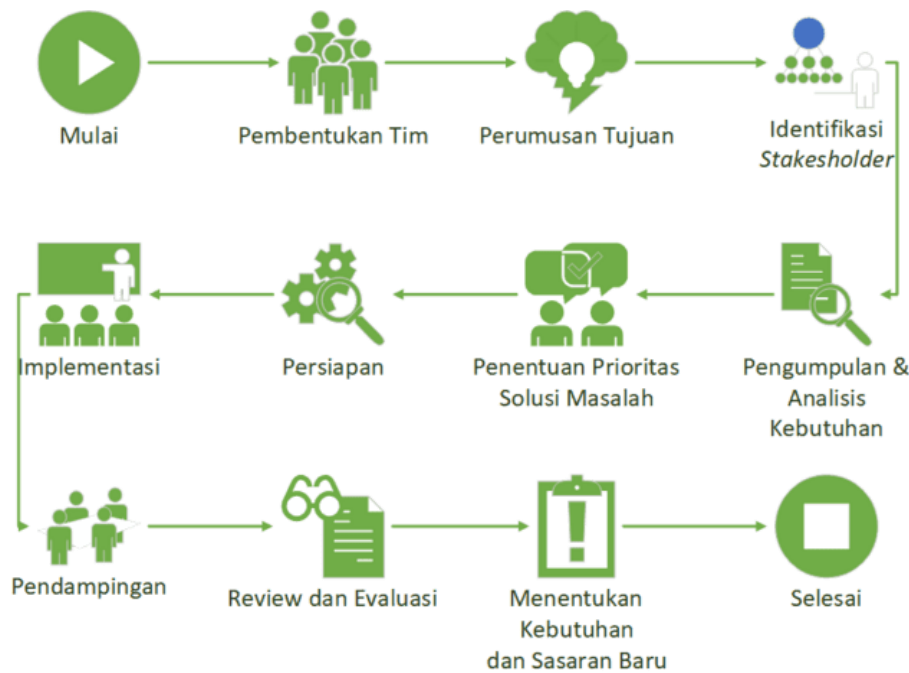 Mulai
Pembentukan Tim
Perumusan Tujuan
Identifikasi
Stakesholder
Implementasi
Persiapan
Penentuan Prioritas
Solusi Masalah
Pengumpulan &
Analisis
Kebutuhan
Pendampingan
Review dan Evaluasi
Menentukan
Kebutuhan
dan Sasaran Baru
Selesai